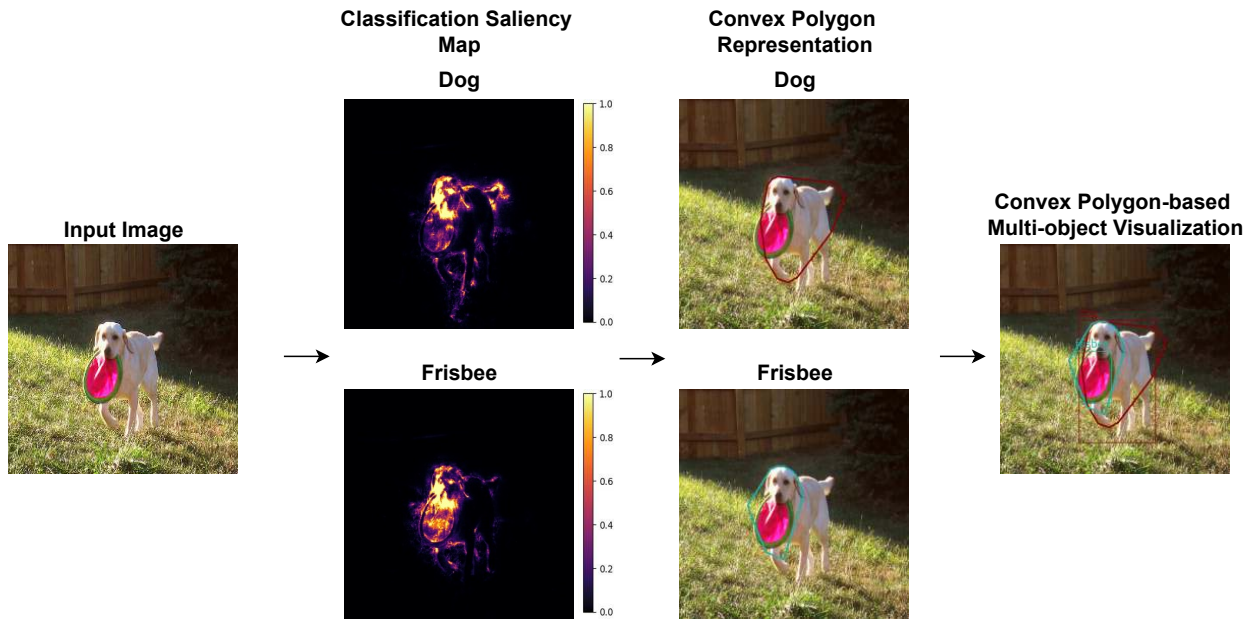 Classification Saliency
Map
Dog
1.0
0.8
0.6
0.4
0.2
0.0
Convex Polygon
Representation
Dog
Input Image
Convex Polygon-based
Multi-object Visualization
Frisbee
1.0
0.8
0.6
0.4
0.2
0.0
Frisbee